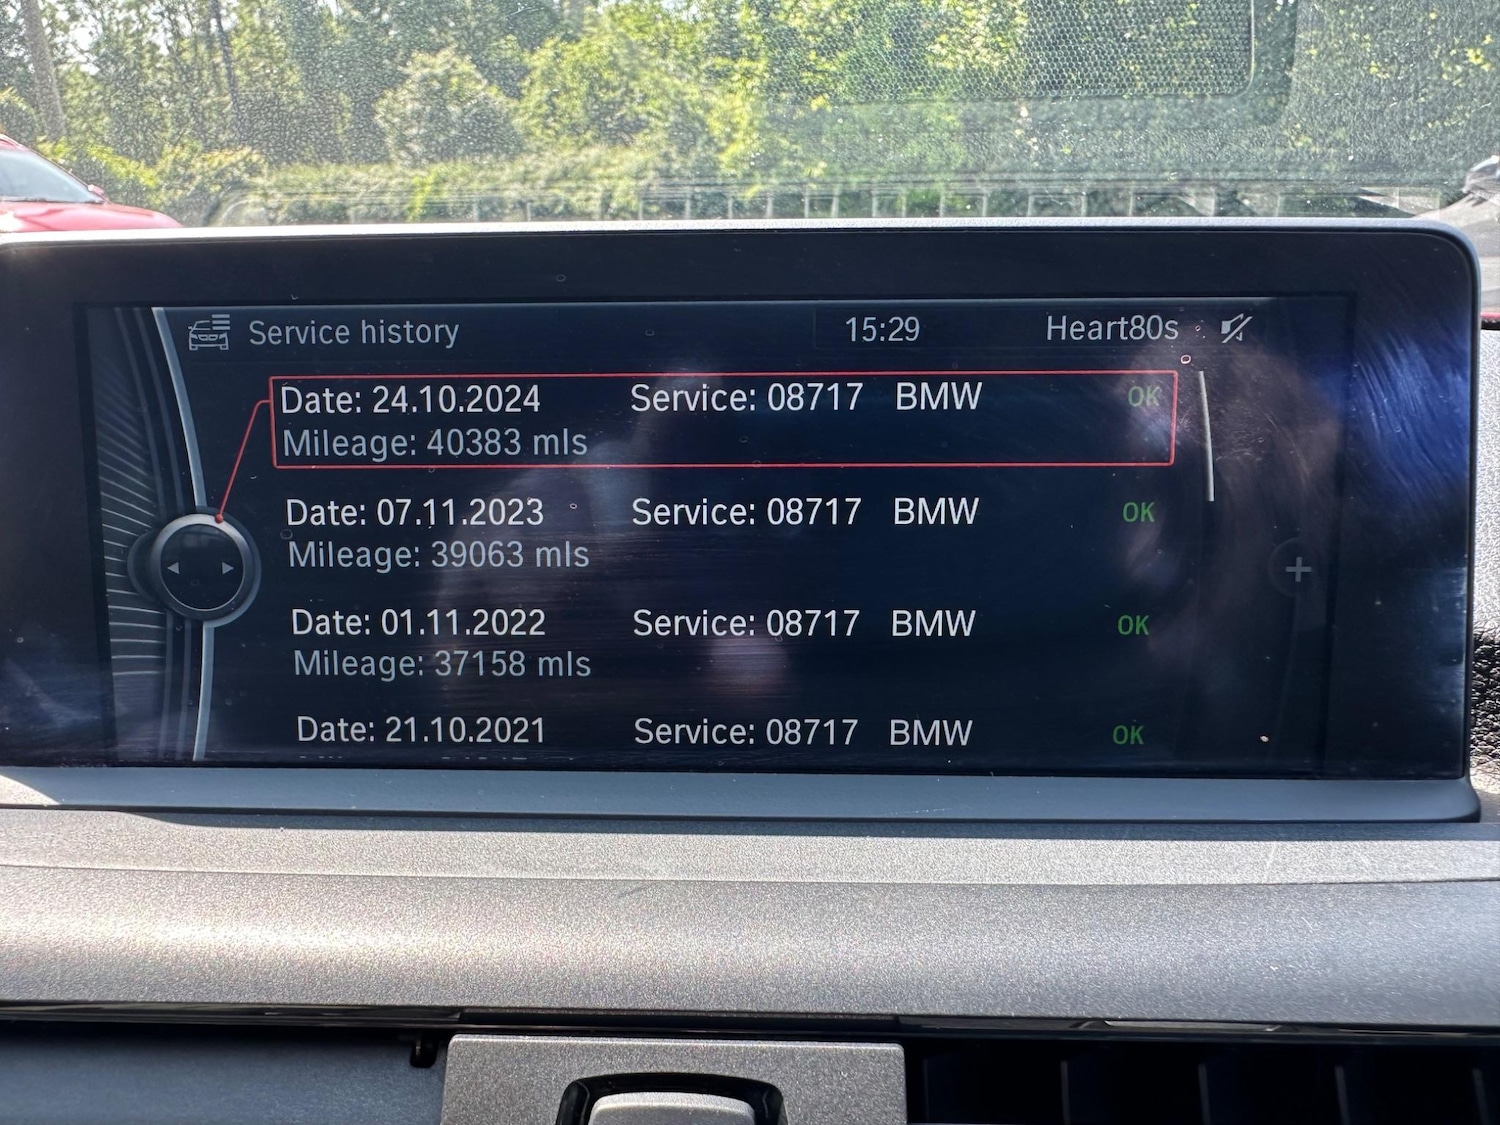 Service history 15:29 Heart80s
Date: 24.10.2024 Service: 08717 BMW OK
Mileage: 40383 mls
Date: 07.11.2023 Service: 08717 BMW OK
Mileage: 39063 mls
Date: 01.11.2022 Service: 08717 BMW OK
Mileage: 37158 mls
Date: 21.10.2021 Service: 08717 BMW OK